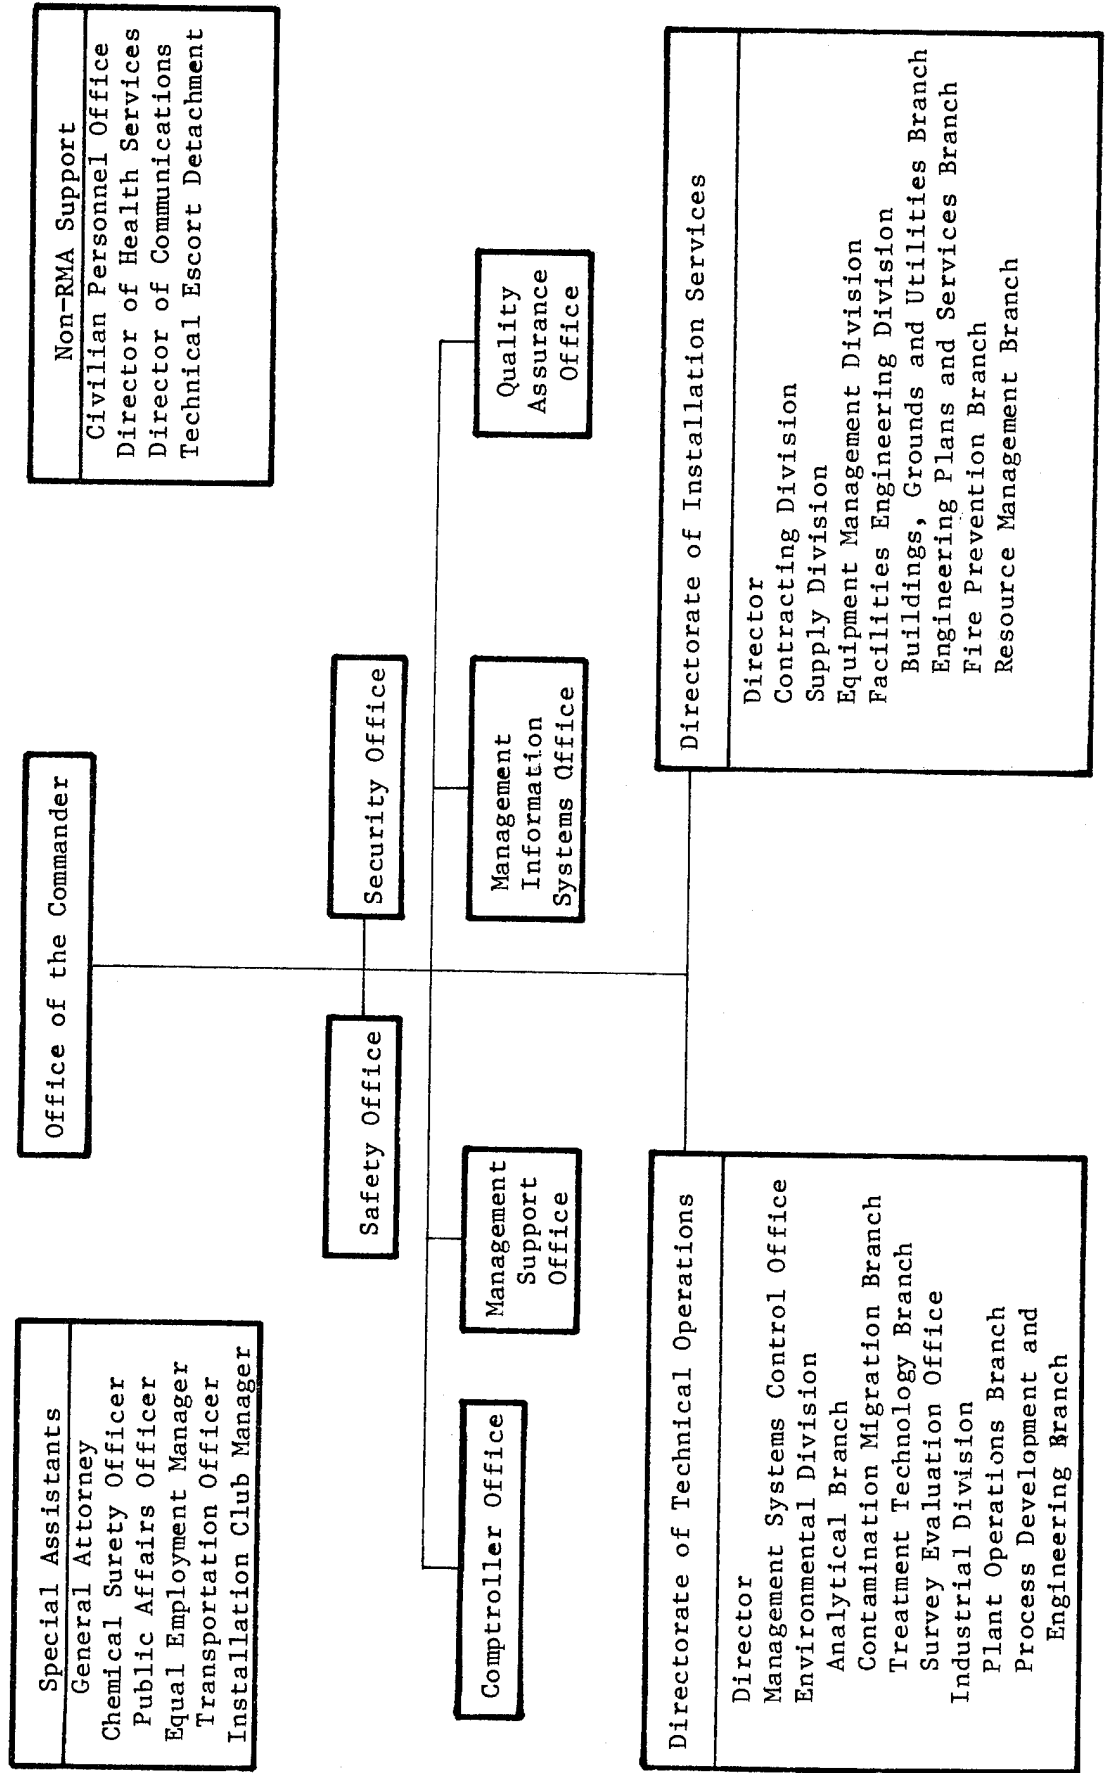 Office of the Commander
Special Assistants
General Attorney
Chemical Surety Officer
Public Affairs Officer
Equal Employment Manager
Transportation Officer
Installation Club Manager
Non-RMA Support
Civilian Personnel Office
Director of Health Services
Director of Communications
Technical Escort Detachment
Safety Office
Security Office
Comptroller Office
Management
Support
Office
Management
Information
Systems Office
Quality
Assurance
Office
Directorate of Technical Operations
Director
Management Systems Control Office
Environmental Division
Analytical Branch
Contamination Migration Branch
Treatment Technology Branch
Survey Evaluation Office
Industrial Division
Plant Operations Branch
Process Development and
Engineering Branch
Directorate of Installation Services
Director
Contracting Division
Supply Division
Equipment Management Division
Facilities Engineering Division
Buildings, Grounds and Utilities Branch
Engineering Plans and Services Branch
Fire Prevention Branch
Resource Management Branch